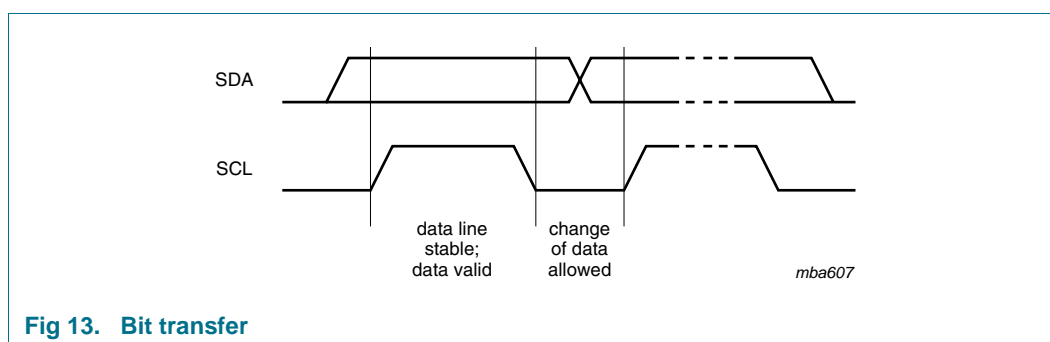 SDA
SCL
data line
stable;
data valid
change
of data
allowed
mba607
Fig 13. Bit transfer